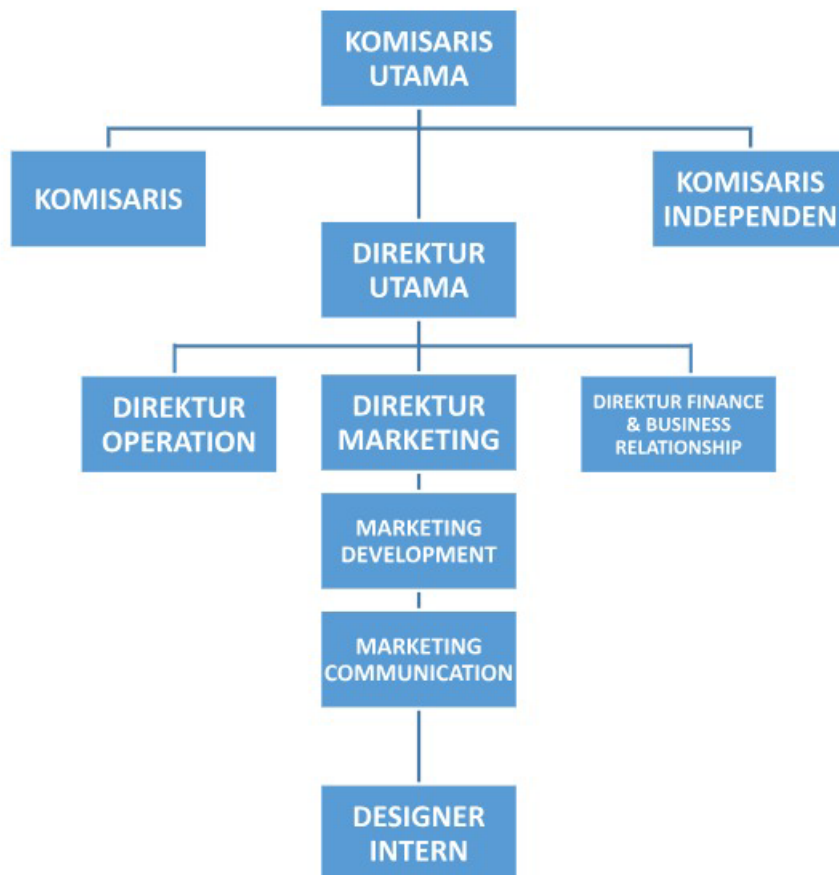 KOMISARIS
UTAMA
KOMISARIS
KOMISARIS
INDEPENDEN
DIREKTUR
UTAMA
DIREKTUR
OPERATION
DIREKTUR
MARKETING
DIREKTUR FINANCE
& BUSINESS
RELATIONSHIP
MARKETING
DEVELOPMENT
MARKETING
COMMUNICATION
DESIGNER
INTERN